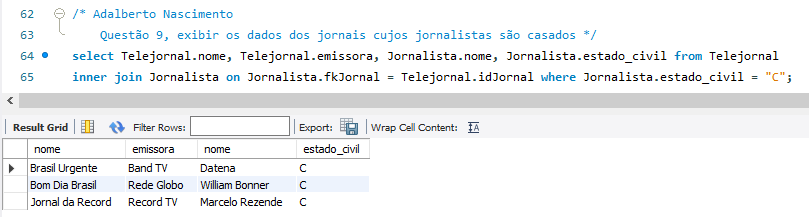 62 /* Adalberto Nascimento
63 Questão 9, exibir os dados dos jornais cujos jornalistas são casados */
64 select Telejornal.nome, Telejornal.emissora, Jornalista.nome, Jornalista.estado_civil from Telejornal
65 inner join Jornalista on Jornalista.fkJornal = Telejornal.idJornal where Jornalista.estado_civil = "C";
Result Grid Filter Rows: Export: Wrap Cell Content:
nome emissora nome estado_civil
Brasil Urgente Band TV Datena C
Bom Dia Brasil Rede Globo William Bonner C
Jornal da Record Record TV Marcelo Rezende C